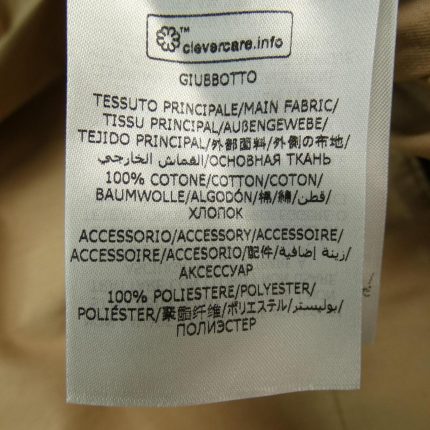 ™
clevercare.info
GIUBBOTTO
TESSUTO PRINCIPALE/MAIN FABRIC/
TISSU PRINCIPAL/AUßENGEWEBE/
TEJIDO PRINCIPAL/外部面料/外側の布地/
القماش الخارجي/ОСНОВНАЯ ТКАНЬ
100% COTONE/COTTON/COTON/
BAUMWOLLE/ALGODÓN/棉/綿/قطن/
ХЛОПОК
ACCESSORIO/ACCESSORY/ACCESSOIRE/
ACCESSOIRE/ACCESORIO/配件/زينة إضافية/
АКСЕССУАР
100% POLIESTERE/POLYESTER/
POLIÉSTER/聚酯纤维/ポリエステル/بوليستر/
ПОЛИЭСТЕР